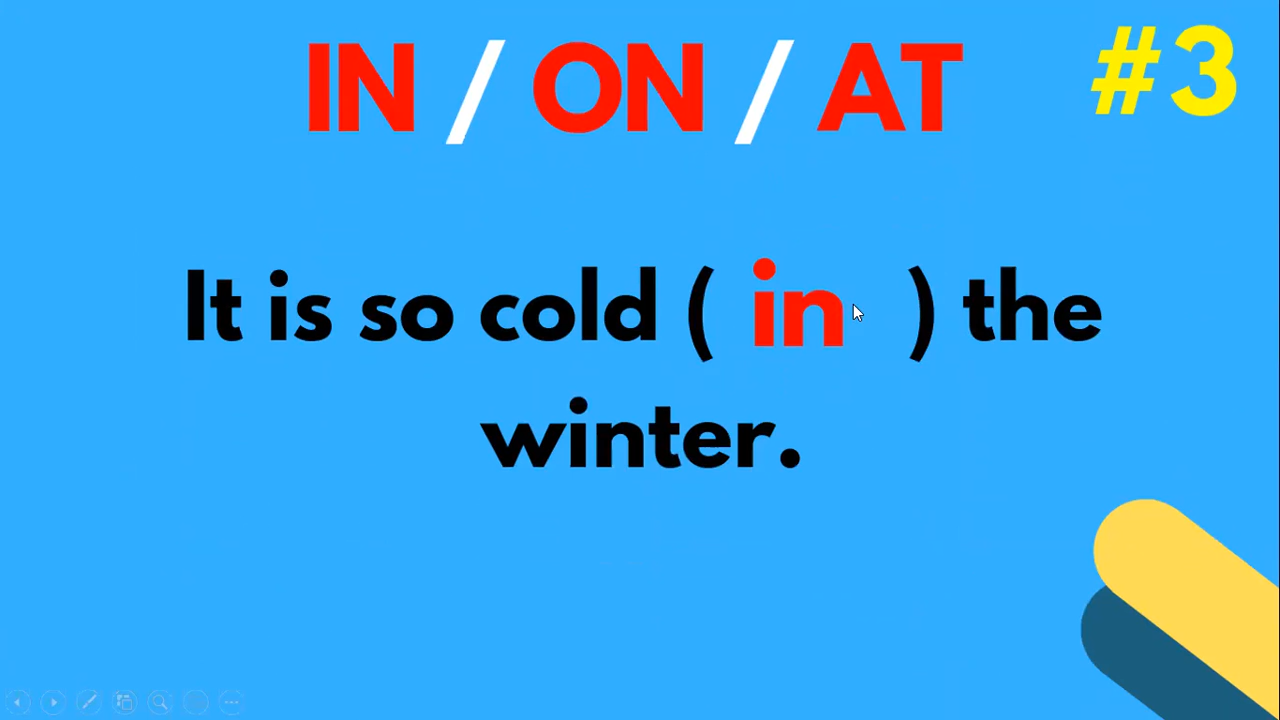 IN / ON / AT
#3
It is so cold ( in ) the
winter.